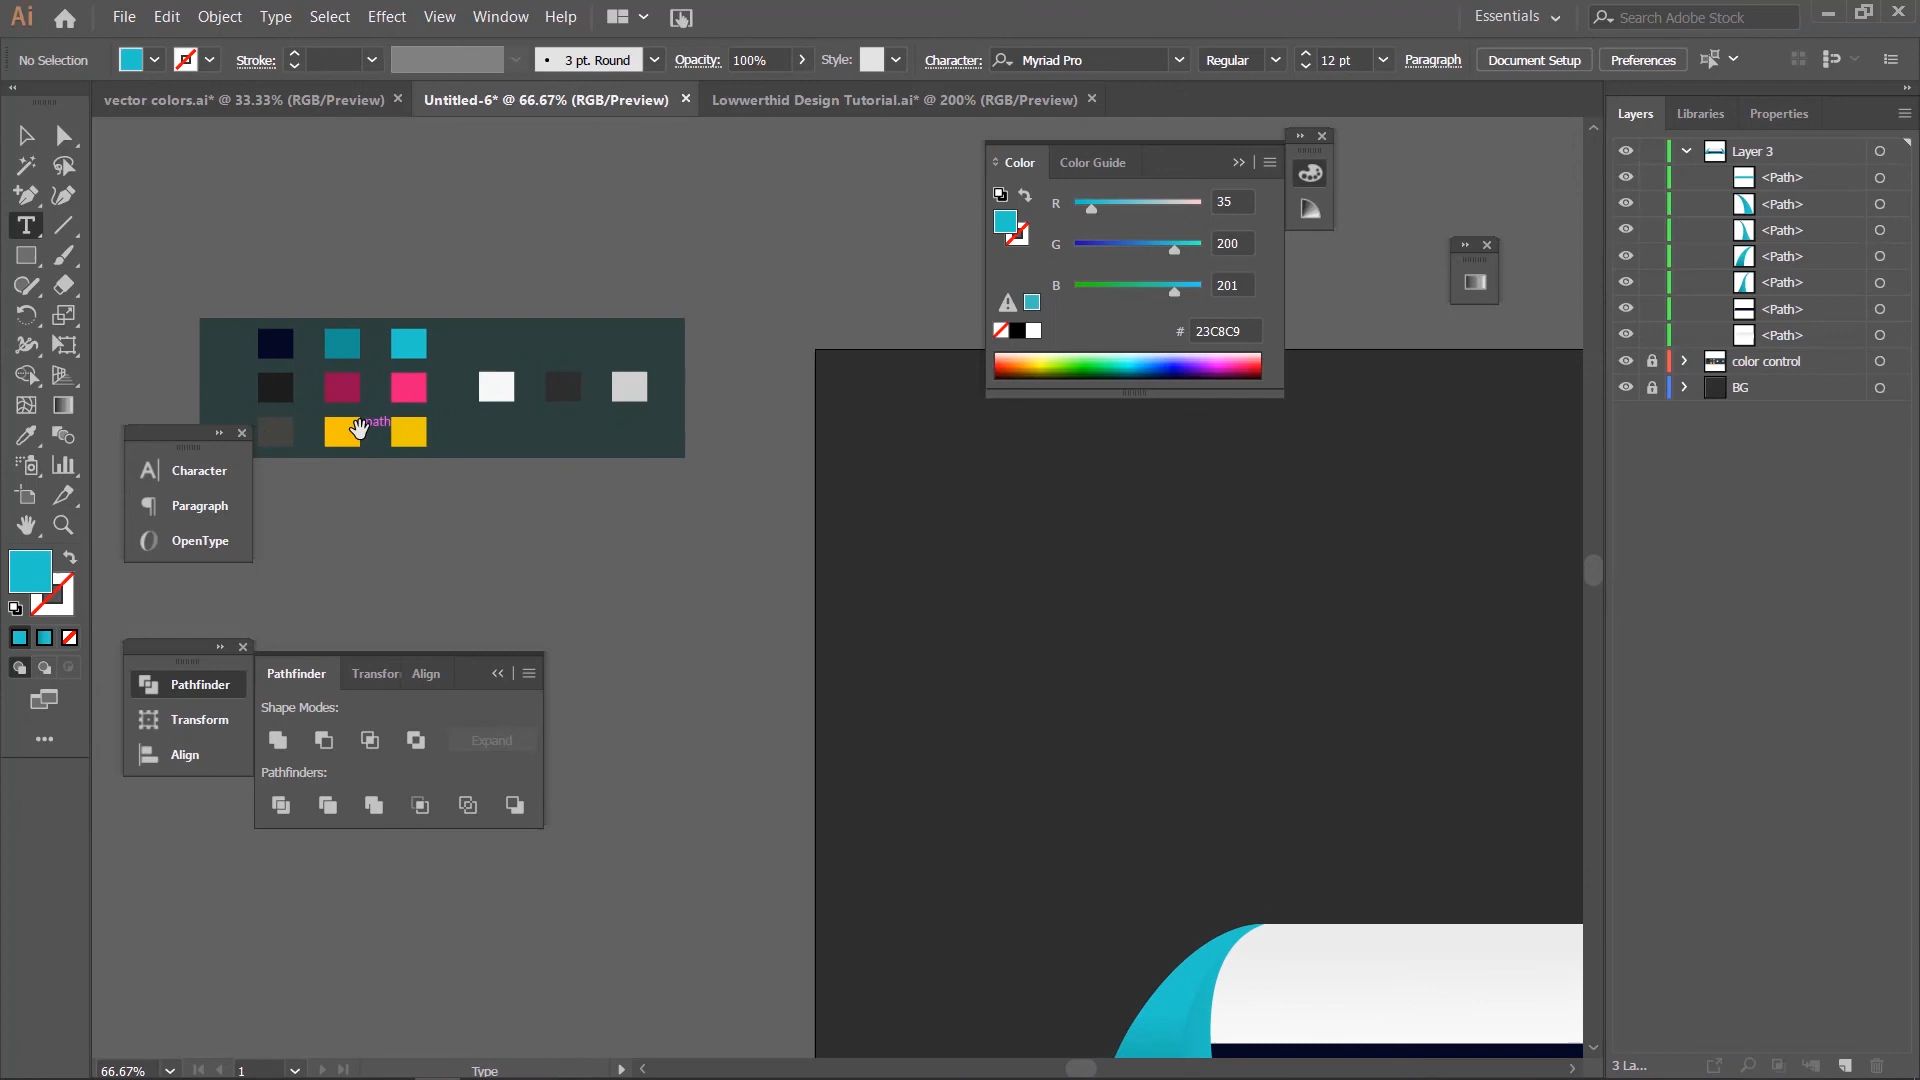 Ai File Edit Object Type Select Effect View Window Help Essentials Search Adobe Stock
No Selection Stroke: 3 pt. Round Opacity: 100% Style: Character: Myriad Pro Regular 12 pt Paragraph Document Setup Preferences
vector colors.ai* @ 33.33% (RGB/Preview) Untitled-6* @ 66.67% (RGB/Preview) Lowwerthid Design Tutorial.ai* @ 200% (RGB/Preview)
Layers Libraries Properties
Color Color Guide
R 35
G 200
B 201
# 23C8C9
Layer 3
<Path>
<Path>
<Path>
<Path>
<Path>
<Path>
<Path>
color control
BG
path
Character
Paragraph
OpenType
Pathfinder
Transform
Align
Pathfinder Transfor Align
Shape Modes:
Expand
Pathfinders:
66.67% 1 Type
3 La...